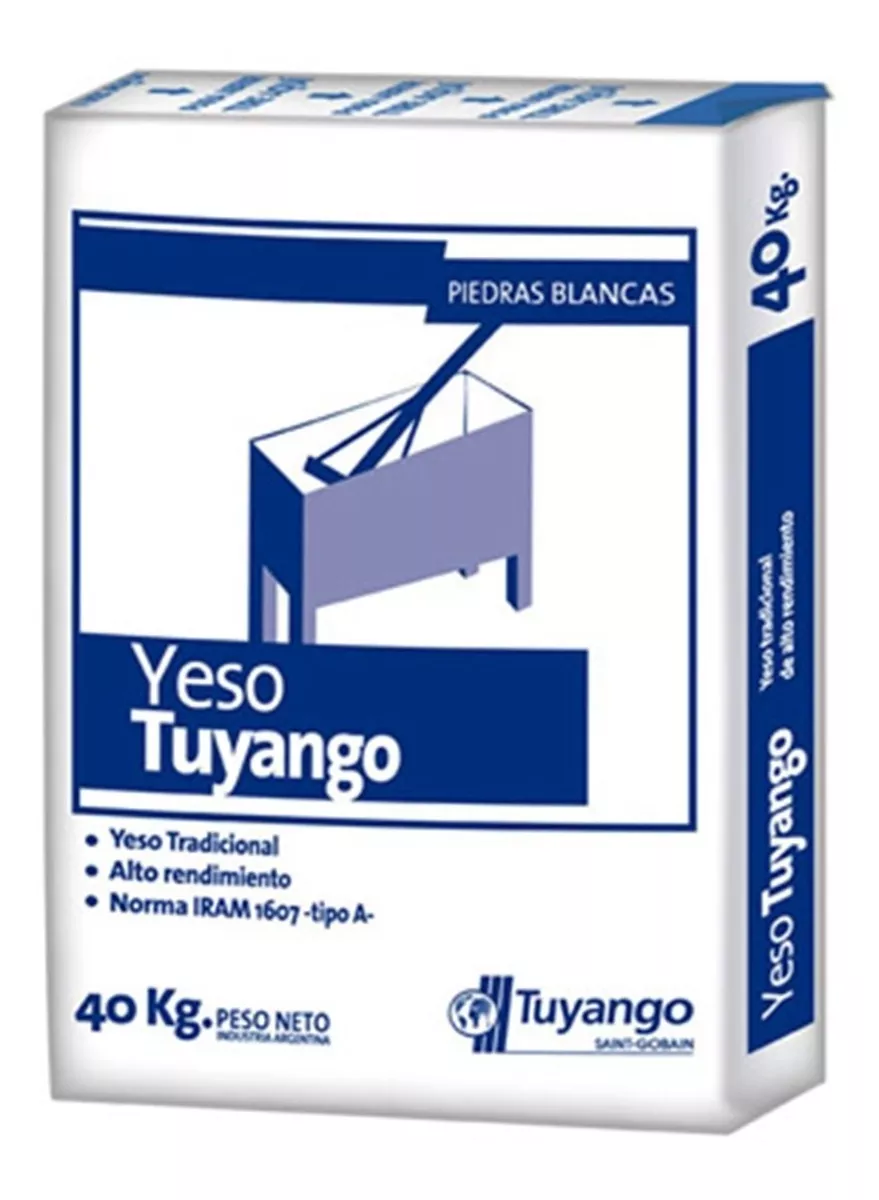 PIEDRAS BLANCAS
Yeso
Tuyango
• Yeso Tradicional
• Alto rendimiento
• Norma IRAM 1607 -tipo A-
40 Kg. PESO NETO
INDUSTRIA ARGENTINA
Tuyango
SAINT-GOBAIN
40 Kg.
Yeso tradicional
de alto rendimiento
Yeso Tuyango